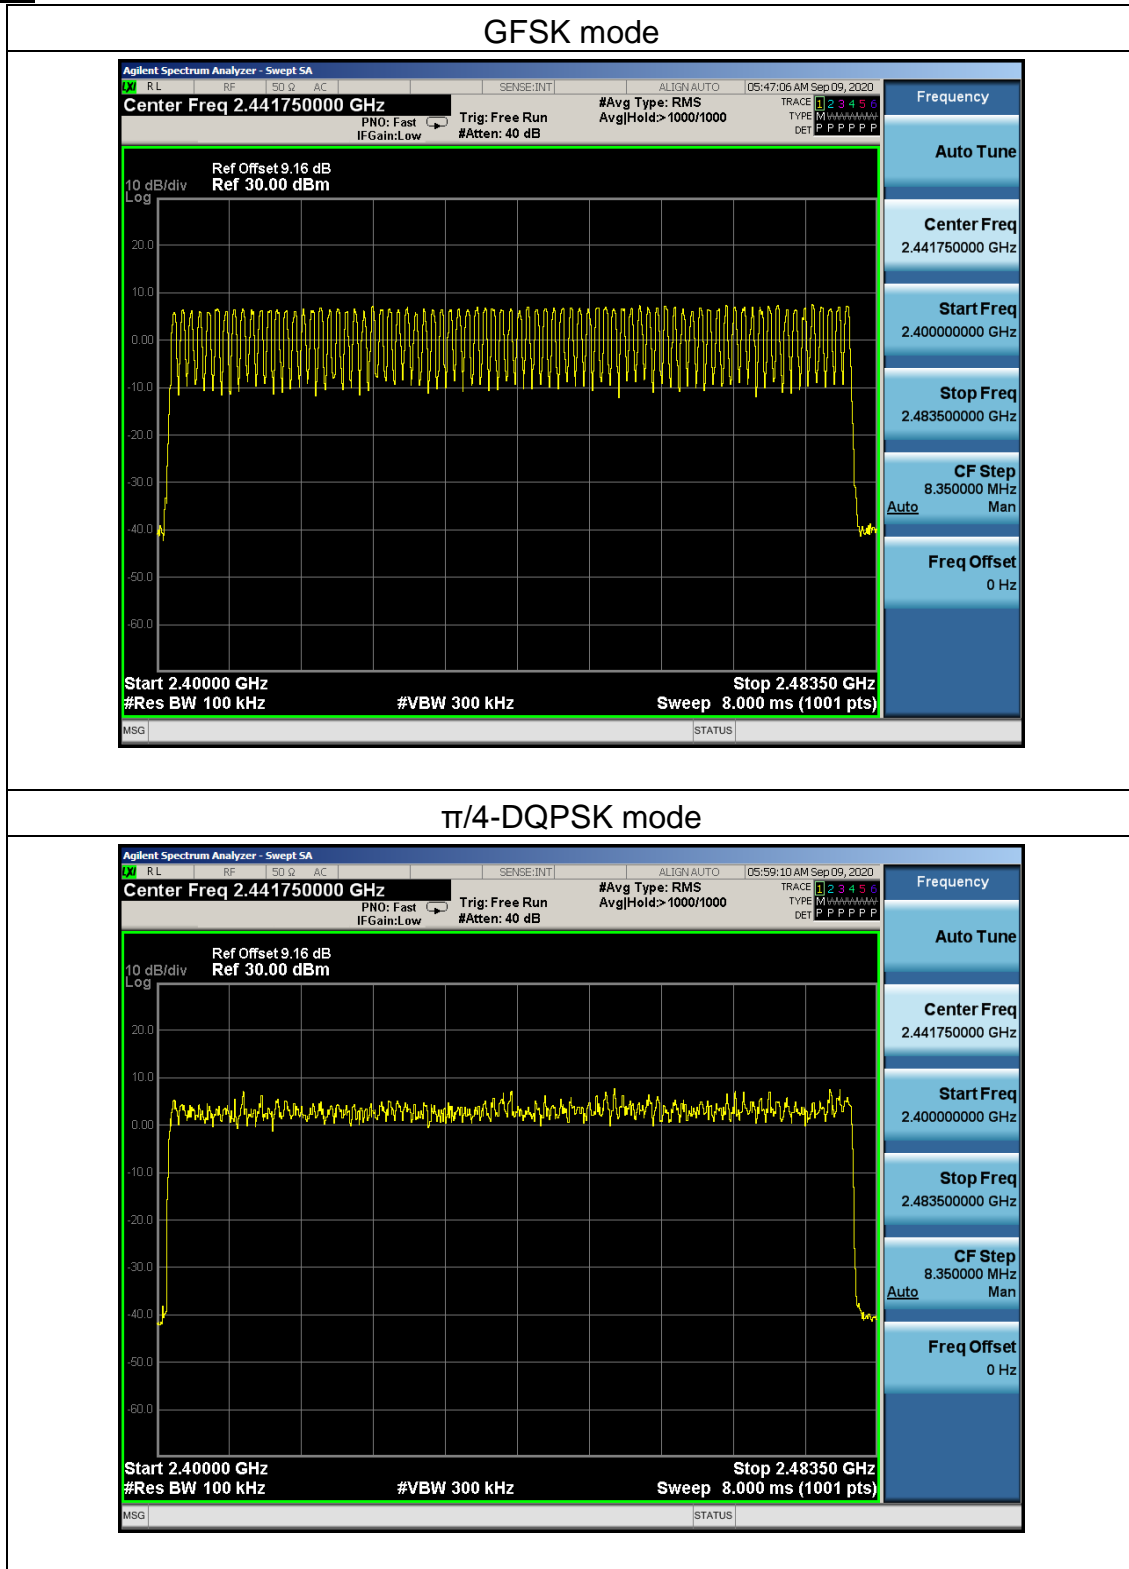 GFSK mode
Agilent Spectrum Analyzer - Swept SA
LXI RL RF 50 Ω AC SENSE:INT ALIGN AUTO 05:47:06 AM Sep 09, 2020
Center Freq 2.441750000 GHz
PNO: Fast
IFGain:Low
Trig: Free Run
#Atten: 40 dB
#Avg Type: RMS
Avg|Hold:>1000/1000
TRACE 1 2 3 4 5 6
TYPE M
DET P P P P P P
Ref Offset 9.16 dB
10 dB/div Ref 30.00 dBm
Log
20.0
10.0
0.00
-10.0
-20.0
-30.0
-40.0
-50.0
-60.0
Start 2.40000 GHz Stop 2.48350 GHz
#Res BW 100 kHz #VBW 300 kHz Sweep 8.000 ms (1001 pts)
MSG STATUS
Frequency
Auto Tune
Center Freq
2.441750000 GHz
Start Freq
2.400000000 GHz
Stop Freq
2.483500000 GHz
CF Step
8.350000 MHz
Auto Man
Freq Offset
0 Hz
π/4-DQPSK mode
Agilent Spectrum Analyzer - Swept SA
LXI RL RF 50 Ω AC SENSE:INT ALIGN AUTO 05:59:10 AM Sep 09, 2020
Center Freq 2.441750000 GHz
PNO: Fast
IFGain:Low
Trig: Free Run
#Atten: 40 dB
#Avg Type: RMS
Avg|Hold:>1000/1000
TRACE 1 2 3 4 5 6
TYPE M
DET P P P P P P
Ref Offset 9.16 dB
10 dB/div Ref 30.00 dBm
Log
20.0
10.0
0.00
-10.0
-20.0
-30.0
-40.0
-50.0
-60.0
Start 2.40000 GHz Stop 2.48350 GHz
#Res BW 100 kHz #VBW 300 kHz Sweep 8.000 ms (1001 pts)
MSG STATUS
Frequency
Auto Tune
Center Freq
2.441750000 GHz
Start Freq
2.400000000 GHz
Stop Freq
2.483500000 GHz
CF Step
8.350000 MHz
Auto Man
Freq Offset
0 Hz